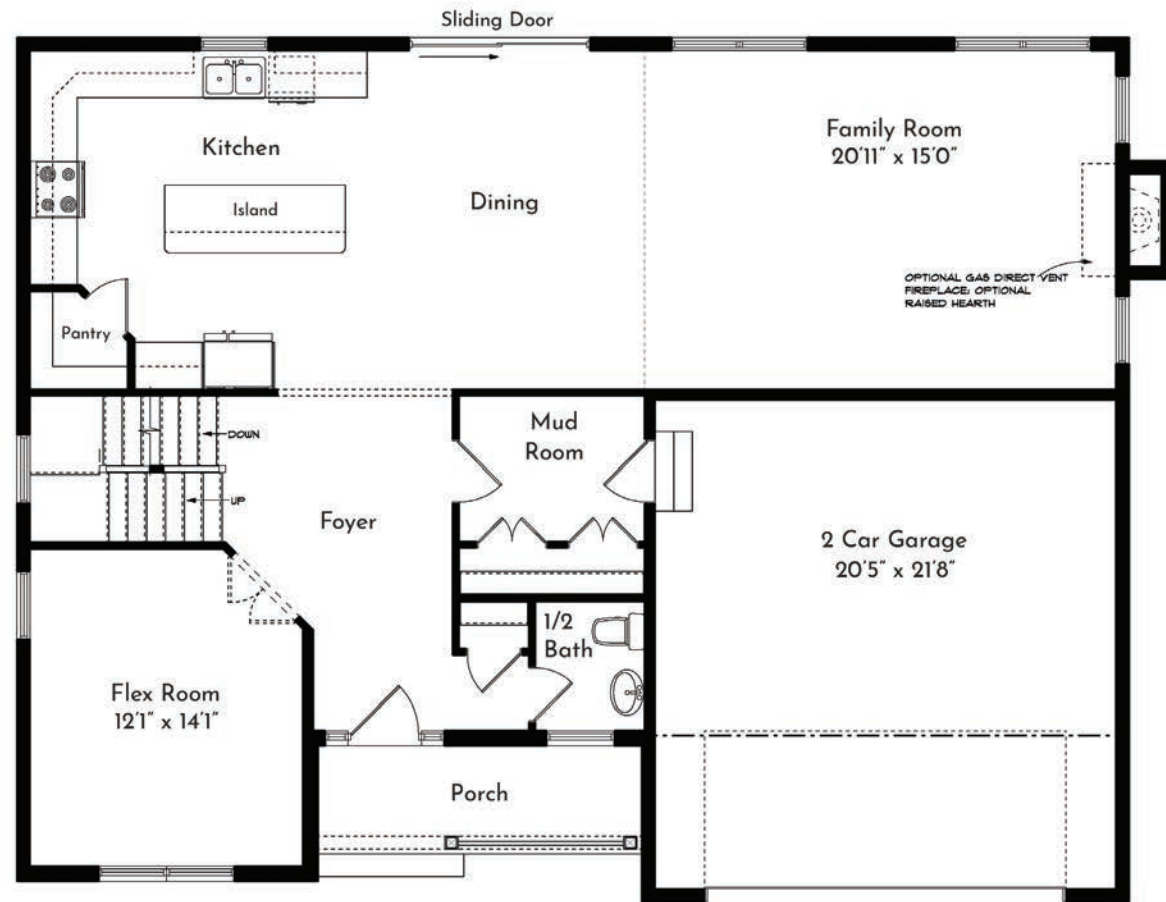 Sliding Door
Kitchen
Family Room
20'11" x 15'0"
Island
Dining
OPTIONAL GAS DIRECT VENT
FIREPLACE; OPTIONAL
RAISED HEARTH
Pantry
DOWN
UP
Mud
Room
Foyer
2 Car Garage
20'5" x 21'8"
1/2
Bath
Flex Room
12'1" x 14'1"
Porch